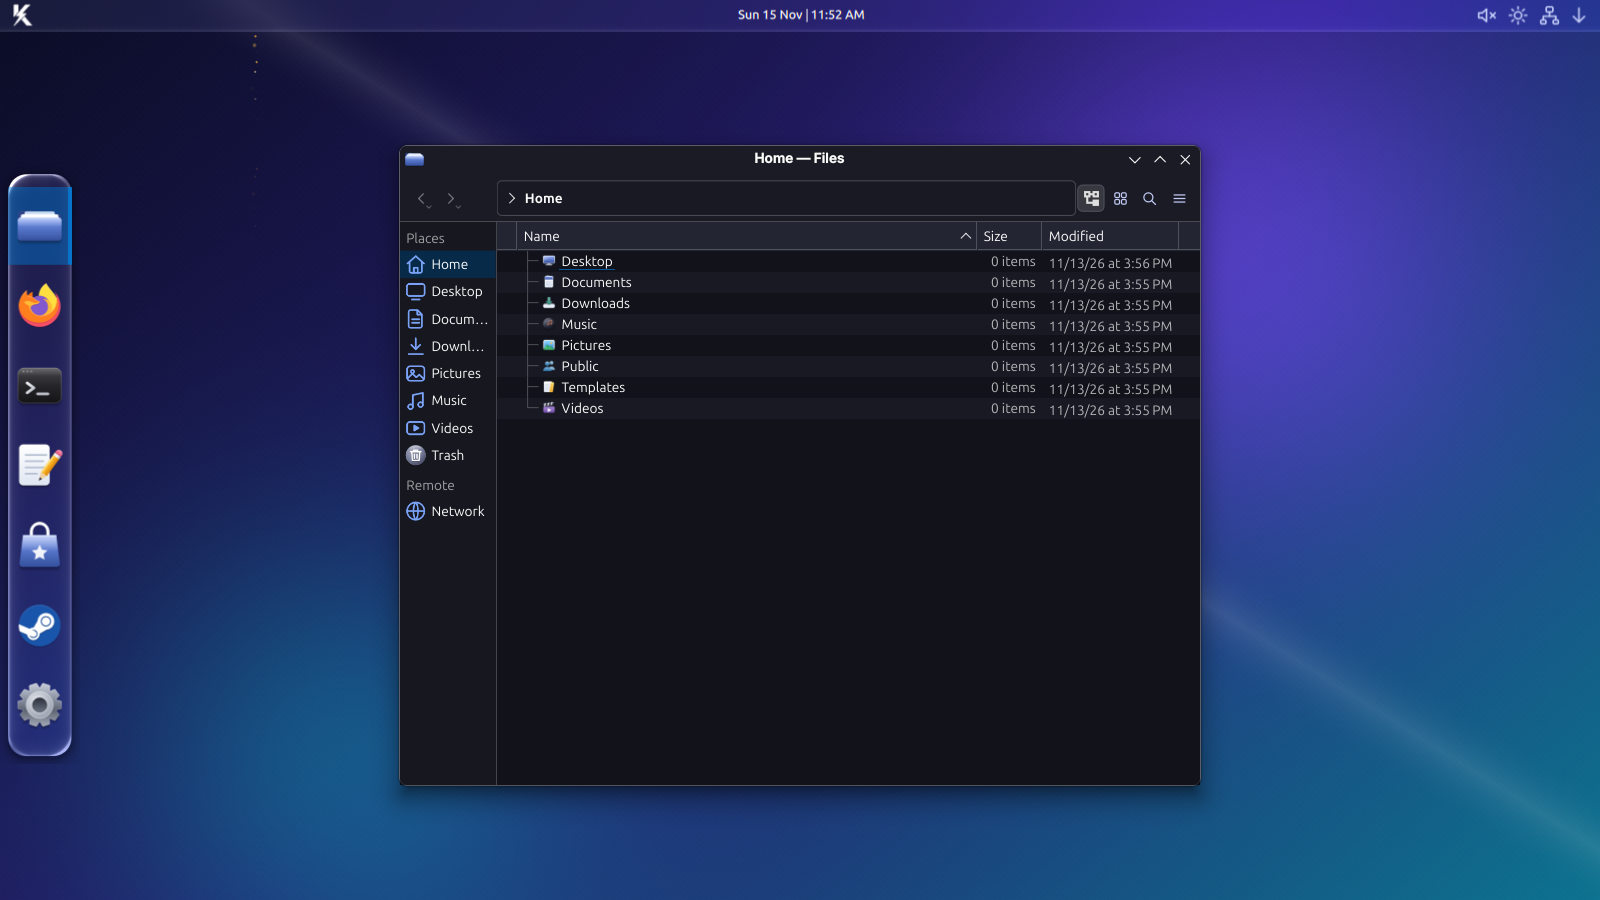 Sun 15 Nov | 11:52 AM
Home — Files
Home
Places
Home
Desktop
Docum...
Downl...
Pictures
Music
Videos
Trash
Remote
Network
Name Size Modified
Desktop 0 items 11/13/26 at 3:56 PM
Documents 0 items 11/13/26 at 3:55 PM
Downloads 0 items 11/13/26 at 3:55 PM
Music 0 items 11/13/26 at 3:55 PM
Pictures 0 items 11/13/26 at 3:55 PM
Public 0 items 11/13/26 at 3:55 PM
Templates 0 items 11/13/26 at 3:55 PM
Videos 0 items 11/13/26 at 3:55 PM